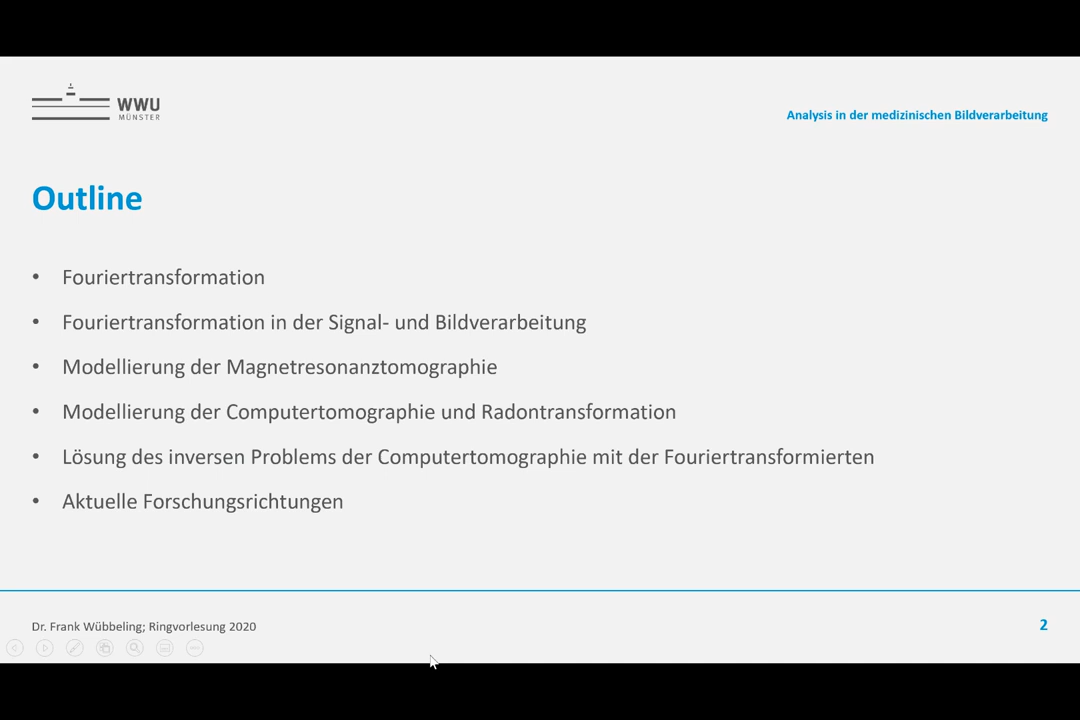 WWU
MÜNSTER
Analysis in der medizinischen Bildverarbeitung
Outline
• Fouriertransformation
• Fouriertransformation in der Signal- und Bildverarbeitung
• Modellierung der Magnetresonanztomographie
• Modellierung der Computertomographie und Radontransformation
• Lösung des inversen Problems der Computertomographie mit der Fouriertransformierten
• Aktuelle Forschungsrichtungen
Dr. Frank Wübbeling; Ringvorlesung 2020
2